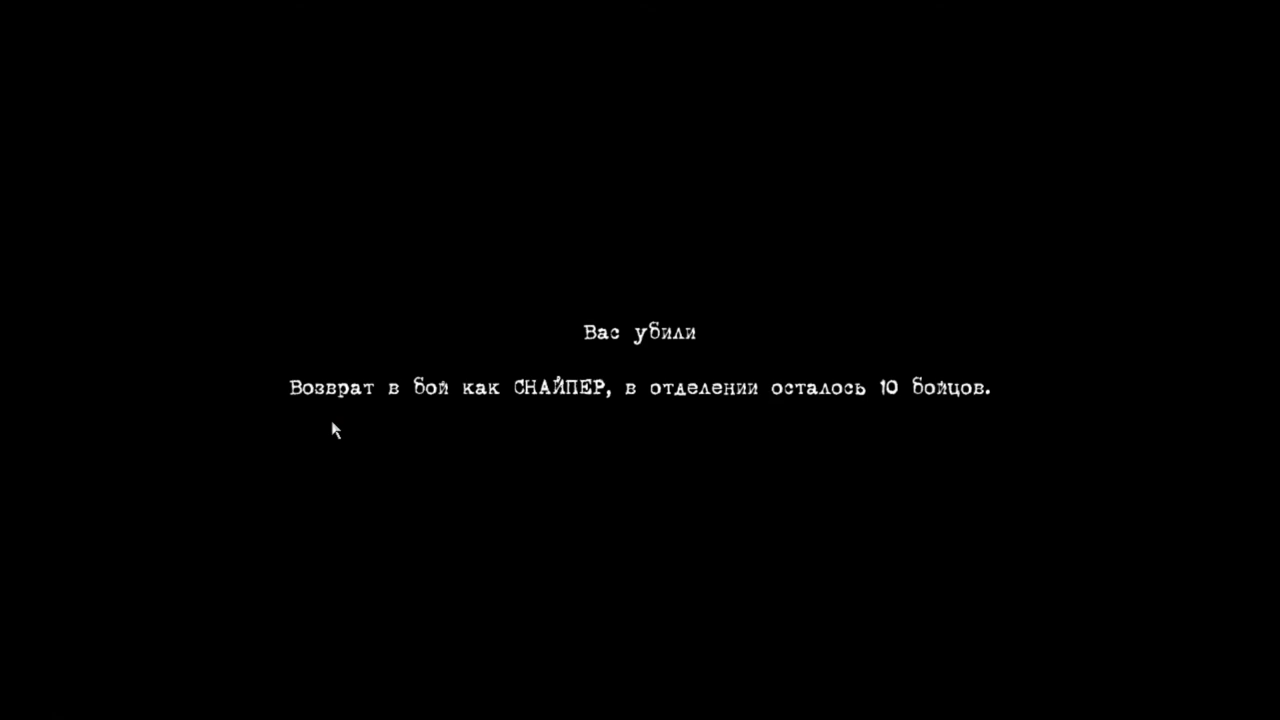 Вас убили
Возврат в бой как СНАЙПЕР, в отделении осталось 10 бойцов.